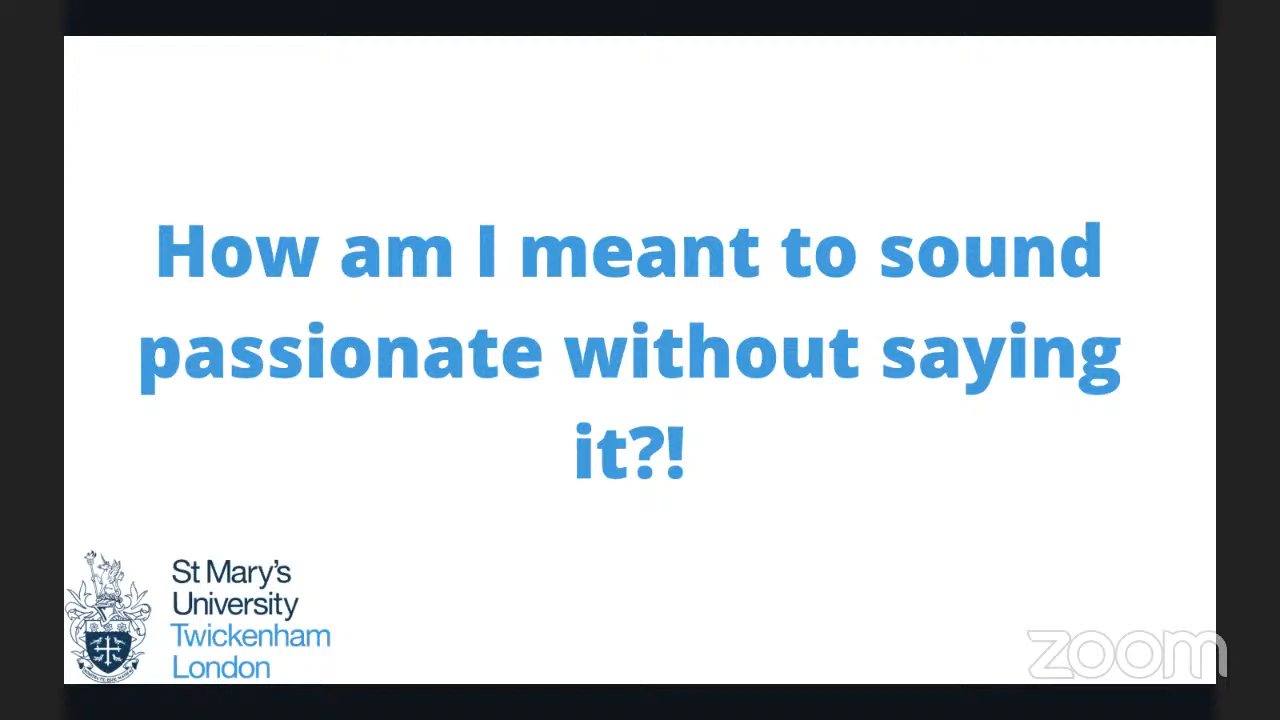 How am I meant to sound
passionate without saying
it?!
St Mary's
University
Twickenham
London
zoom